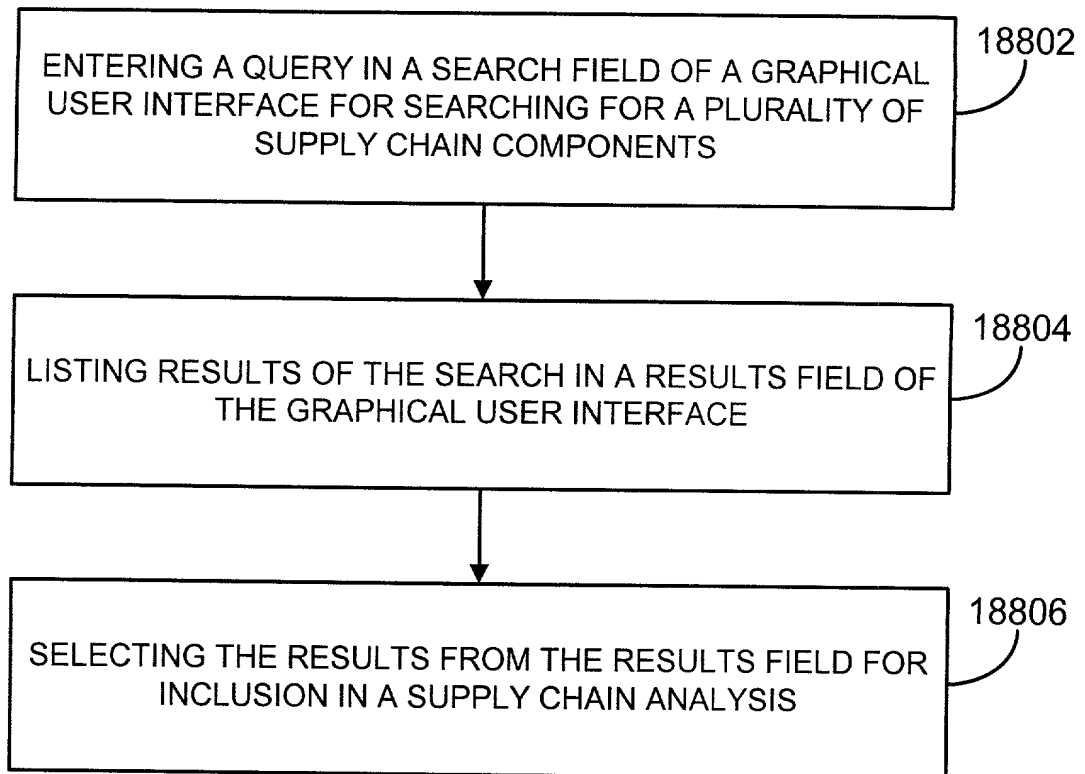 18802
ENTERING A QUERY IN A SEARCH FIELD OF A GRAPHICAL
USER INTERFACE FOR SEARCHING FOR A PLURALITY OF
SUPPLY CHAIN COMPONENTS
18804
LISTING RESULTS OF THE SEARCH IN A RESULTS FIELD OF
THE GRAPHICAL USER INTERFACE
18806
SELECTING THE RESULTS FROM THE RESULTS FIELD FOR
INCLUSION IN A SUPPLY CHAIN ANALYSIS